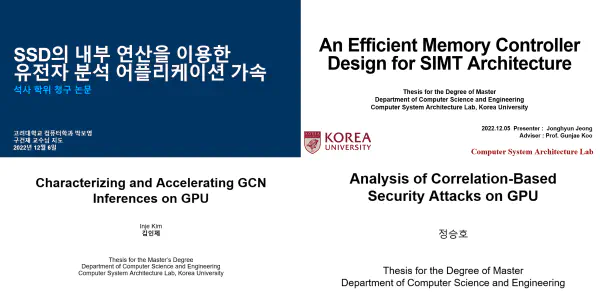 SSD의 내부 연산을 이용한
유전자 분석 어플리케이션 가속
석사 학위 청구 논문
고려대학교 컴퓨터학과 박보영
구건재 교수님 지도
2022년 12월 6일
An Efficient Memory Controller
Design for SIMT Architecture
Thesis for the Degree of Master
Department of Computer Science and Engineering
Computer System Architecture Lab, Korea University
2022.12.05 Presenter : Jonghyun Jeong
Adviser : Prof. Gunjae Koo
KOREA
UNIVERSITY
Computer System Architecture Lab
Characterizing and Accelerating GCN
Inferences on GPU
Inje Kim
김인제
Thesis for the Master's Degree
Department of Computer Science and Engineering
Computer System Architecture Lab, Korea University
Analysis of Correlation-Based
Security Attacks on GPU
정승호
Thesis for the Degree of Master
Department of Computer Science and Engineering